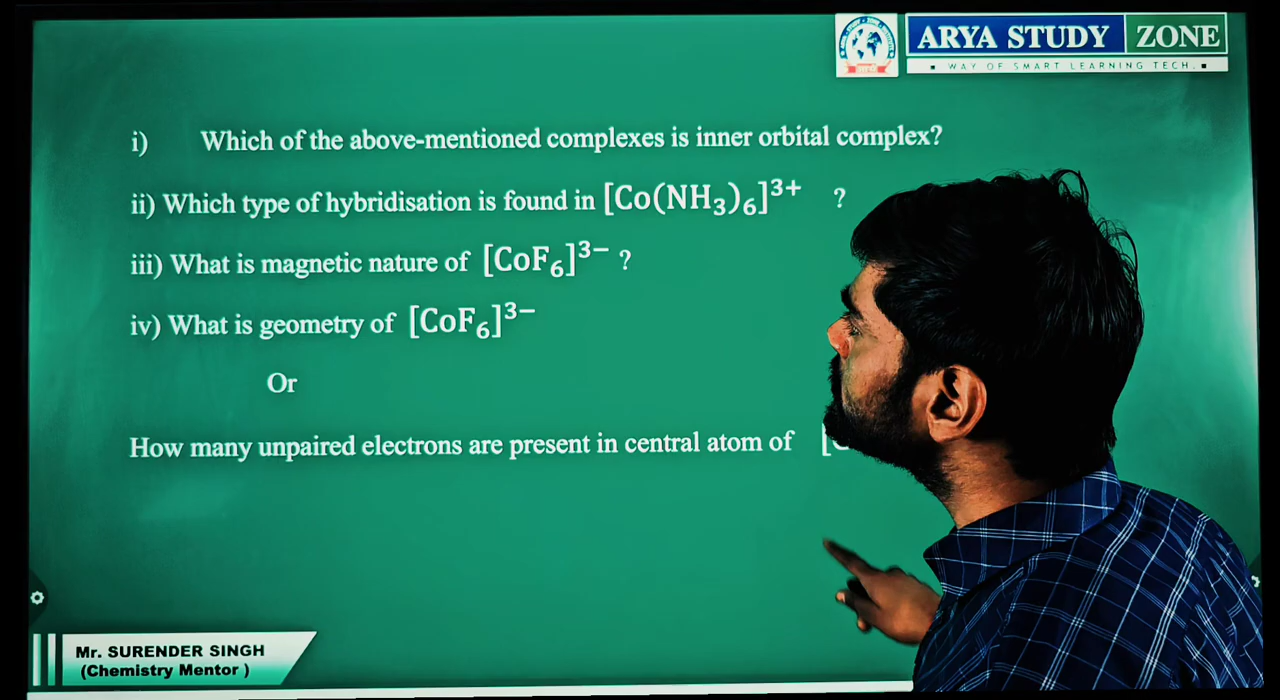 ARYA STUDY ZONE
WAY OF SMART LEARNING TECH.
i) Which of the above-mentioned complexes is inner orbital complex?
ii) Which type of hybridisation is found in [Co(NH₃)₆]³⁺ ?
iii) What is magnetic nature of [CoF₆]³⁻ ?
iv) What is geometry of [CoF₆]³⁻
Or
How many unpaired electrons are present in central atom of [
Mr. SURENDER SINGH
(Chemistry Mentor )